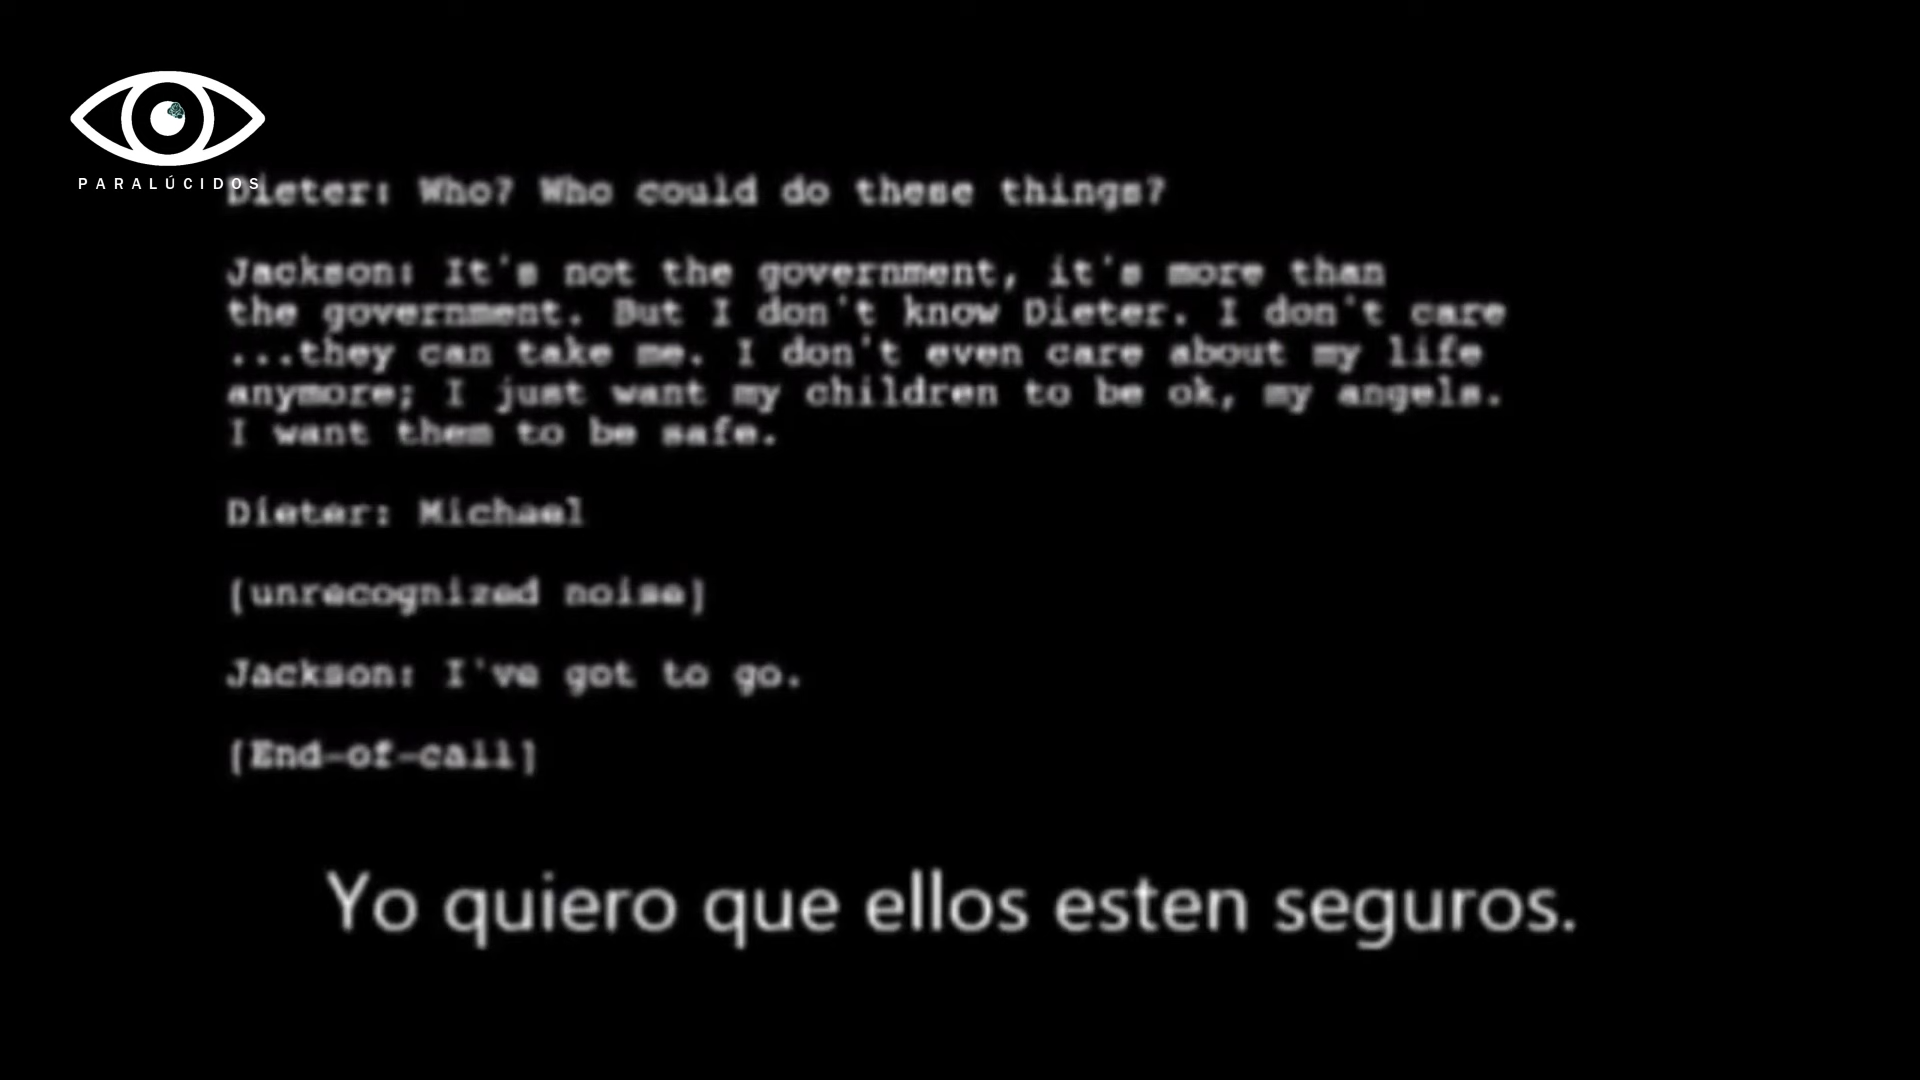 PARALÚCIDOS
Dieter: Who? Who could do these things?
Jackson: It's not the government, it's more than
the government. But I don't know Dieter. I don't care
...they can take me. I don't even care about my life
anymore; I just want my children to be ok, my angels.
I want them to be safe.
Dieter: Michael
[unrecognized noise]
Jackson: I've got to go.
[End-of-call]
Yo quiero que ellos esten seguros.